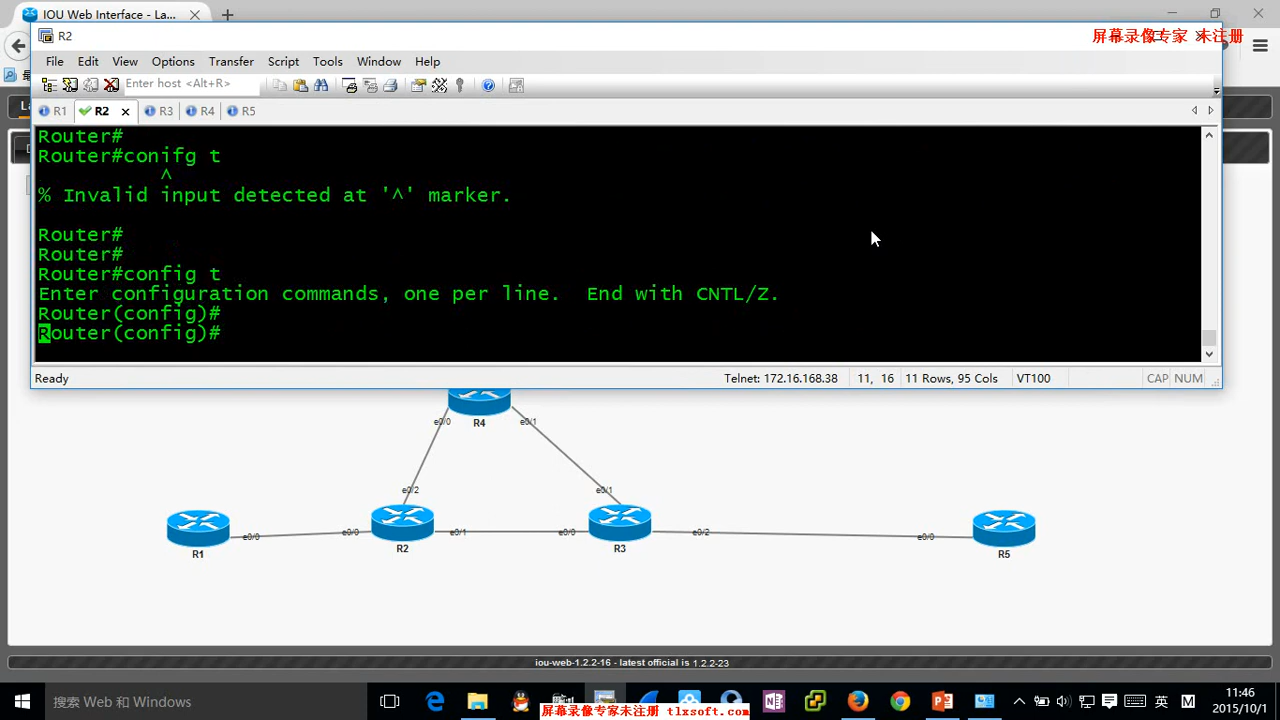 IOU Web Interface - La...
R2
屏幕录像专家 未注册
File Edit View Options Transfer Script Tools Window Help
Enter host <Alt+R>
R1 R2 R3 R4 R5
Router#
Router#conifg t
^
% Invalid input detected at '^' marker.
Router#
Router#
Router#config t
Enter configuration commands, one per line. End with CNTL/Z.
Router(config)#
Router(config)#
Ready
Telnet: 172.16.168.38 11, 16 11 Rows, 95 Cols VT100 CAP NUM
R4
e0/0 e0/1
e0/2 e0/1
e0/0 e0/0 e0/1 e0/0 e0/2 e0/0
R1 R2 R3 R5
iou-web-1.2.2-16 - latest official is 1.2.2-23
搜索 Web 和 Windows
英 M
11:46
2015/10/1
屏幕录像专家未注册 tlxsoft.com